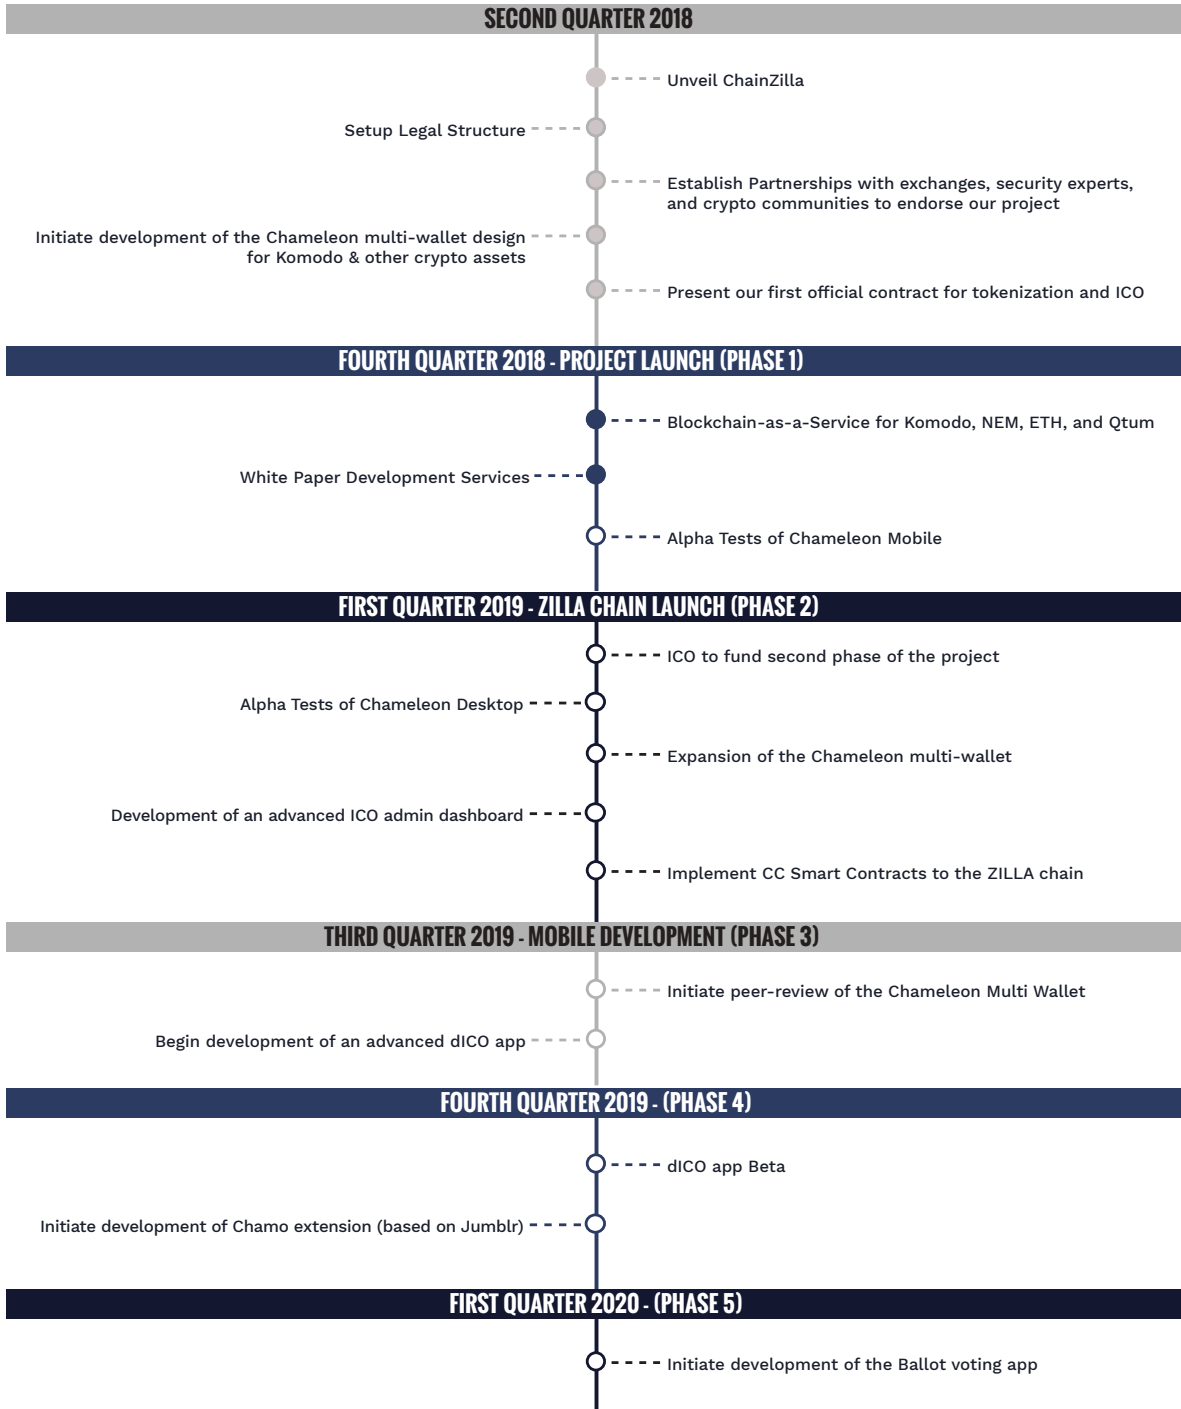 SECOND QUARTER 2018
Unveil ChainZilla
Setup Legal Structure
Establish Partnerships with exchanges, security experts,
and crypto communities to endorse our project
Initiate development of the Chameleon multi-wallet design
for Komodo & other crypto assets
Present our first official contract for tokenization and ICO
FOURTH QUARTER 2018 - PROJECT LAUNCH (PHASE 1)
Blockchain-as-a-Service for Komodo, NEM, ETH, and Qtum
White Paper Development Services
Alpha Tests of Chameleon Mobile
FIRST QUARTER 2019 - ZILLA CHAIN LAUNCH (PHASE 2)
ICO to fund second phase of the project
Alpha Tests of Chameleon Desktop
Expansion of the Chameleon multi-wallet
Development of an advanced ICO admin dashboard
Implement CC Smart Contracts to the ZILLA chain
THIRD QUARTER 2019 - MOBILE DEVELOPMENT (PHASE 3)
Initiate peer-review of the Chameleon Multi Wallet
Begin development of an advanced dICO app
FOURTH QUARTER 2019 - (PHASE 4)
dICO app Beta
Initiate development of Chamo extension (based on Jumblr)
FIRST QUARTER 2020 - (PHASE 5)
Initiate development of the Ballot voting app